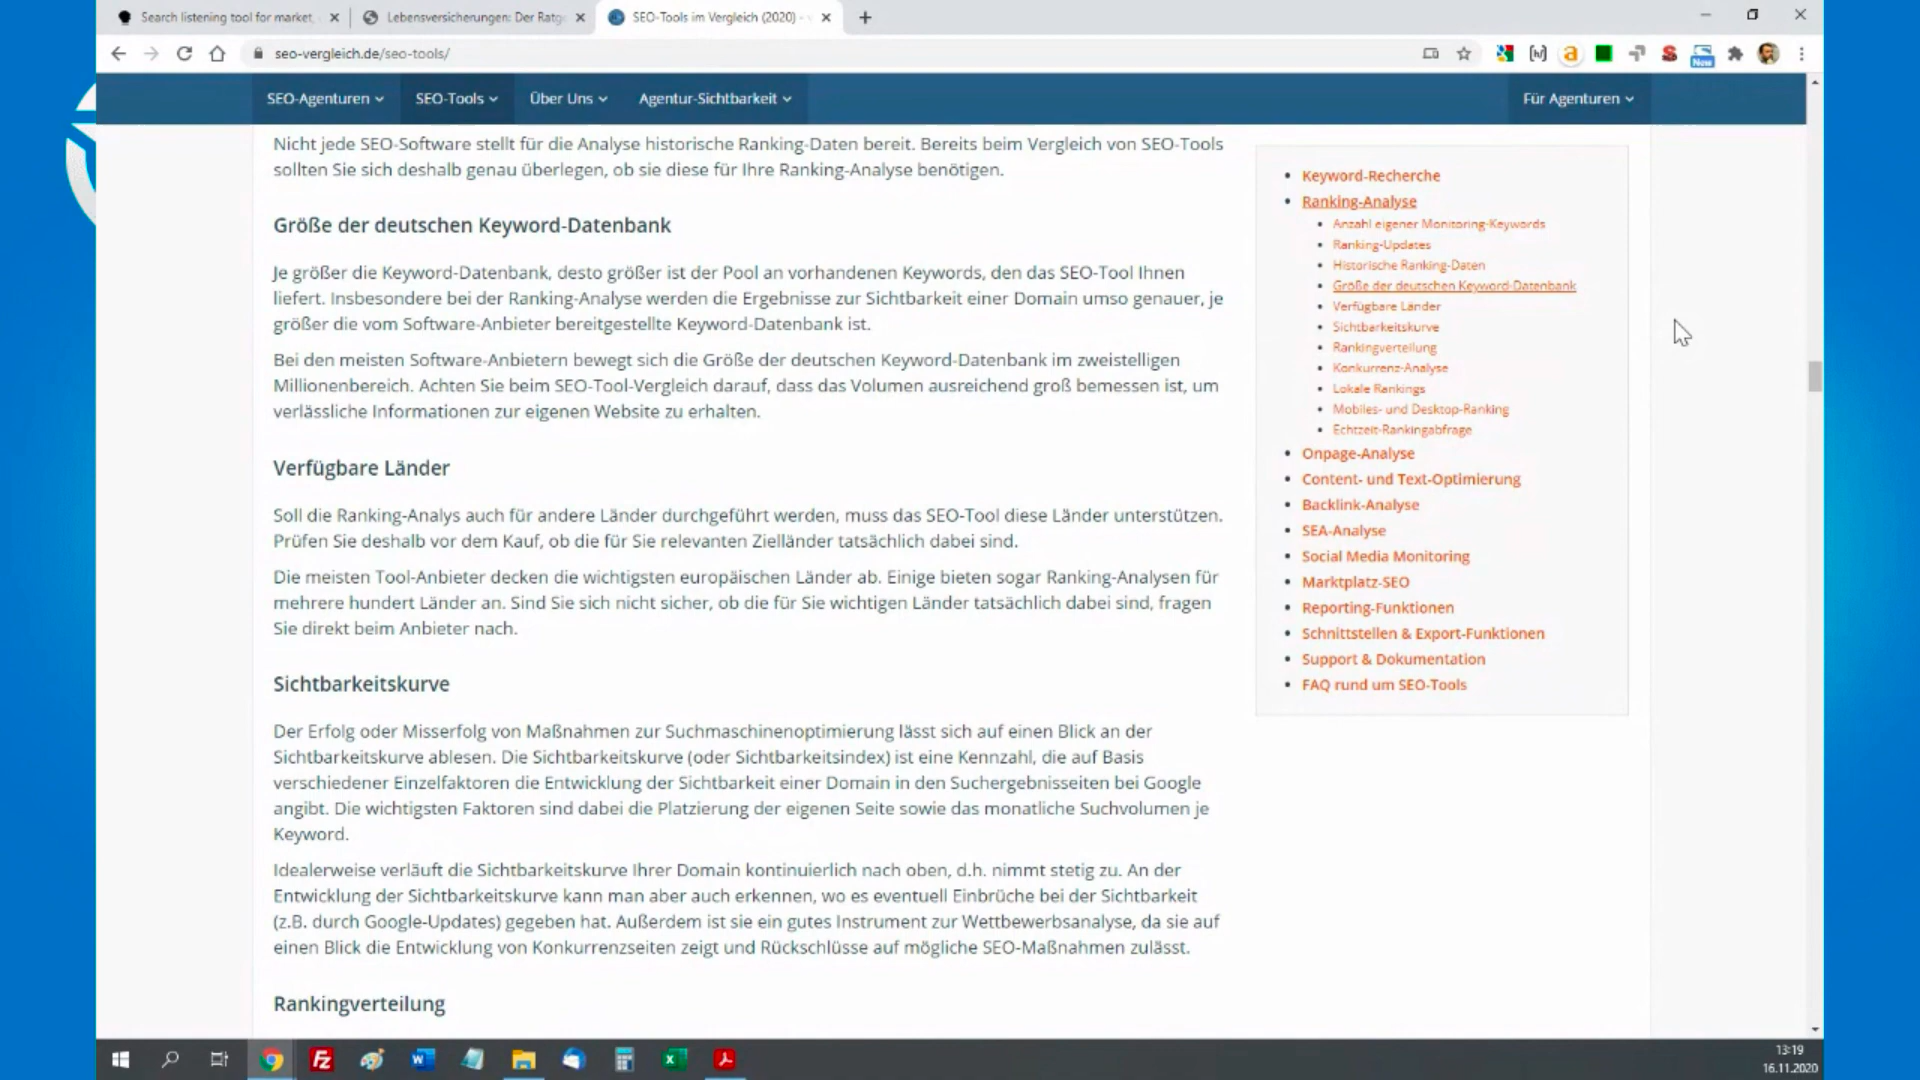 Search listening tool for market,
Lebensversicherungen: Der Ratg
SEO-Tools im Vergleich (2020) -
seo-vergleich.de/seo-tools/
New
SEO-Agenturen
SEO-Tools
Über Uns
Agentur-Sichtbarkeit
Für Agenturen
Nicht jede SEO-Software stellt für die Analyse historische Ranking-Daten bereit. Bereits beim Vergleich von SEO-Tools
sollten Sie sich deshalb genau überlegen, ob sie diese für Ihre Ranking-Analyse benötigen.
Größe der deutschen Keyword-Datenbank
Je größer die Keyword-Datenbank, desto größer ist der Pool an vorhandenen Keywords, den das SEO-Tool Ihnen
liefert. Insbesondere bei der Ranking-Analyse werden die Ergebnisse zur Sichtbarkeit einer Domain umso genauer, je
größer die vom Software-Anbieter bereitgestellte Keyword-Datenbank ist.
Bei den meisten Software-Anbietern bewegt sich die Größe der deutschen Keyword-Datenbank im zweistelligen
Millionenbereich. Achten Sie beim SEO-Tool-Vergleich darauf, dass das Volumen ausreichend groß bemessen ist, um
verlässliche Informationen zur eigenen Website zu erhalten.
Verfügbare Länder
Soll die Ranking-Analys auch für andere Länder durchgeführt werden, muss das SEO-Tool diese Länder unterstützen.
Prüfen Sie deshalb vor dem Kauf, ob die für Sie relevanten Zielländer tatsächlich dabei sind.
Die meisten Tool-Anbieter decken die wichtigsten europäischen Länder ab. Einige bieten sogar Ranking-Analysen für
mehrere hundert Länder an. Sind Sie sich nicht sicher, ob die für Sie wichtigen Länder tatsächlich dabei sind, fragen
Sie direkt beim Anbieter nach.
Sichtbarkeitskurve
Der Erfolg oder Misserfolg von Maßnahmen zur Suchmaschinenoptimierung lässt sich auf einen Blick an der
Sichtbarkeitskurve ablesen. Die Sichtbarkeitskurve (oder Sichtbarkeitsindex) ist eine Kennzahl, die auf Basis
verschiedener Einzelfaktoren die Entwicklung der Sichtbarkeit einer Domain in den Suchergebnisseiten bei Google
angibt. Die wichtigsten Faktoren sind dabei die Platzierung der eigenen Seite sowie das monatliche Suchvolumen je
Keyword.
Idealerweise verläuft die Sichtbarkeitskurve Ihrer Domain kontinuierlich nach oben, d.h. nimmt stetig zu. An der
Entwicklung der Sichtbarkeitskurve kann man aber auch erkennen, wo es eventuell Einbrüche bei der Sichtbarkeit
(z.B. durch Google-Updates) gegeben hat. Außerdem ist sie ein gutes Instrument zur Wettbewerbsanalyse, da sie auf
einen Blick die Entwicklung von Konkurrenzseiten zeigt und Rückschlüsse auf mögliche SEO-Maßnahmen zulässt.
Rankingverteilung
Keyword-Recherche
Ranking-Analyse
Anzahl eigener Monitoring-Keywords
Ranking-Updates
Historische Ranking-Daten
Größe der deutschen Keyword-Datenbank
Verfügbare Länder
Sichtbarkeitskurve
Rankingverteilung
Konkurrenz-Analyse
Lokale Rankings
Mobiles- und Desktop-Ranking
Echtzeit-Rankingabfrage
Onpage-Analyse
Content- und Text-Optimierung
Backlink-Analyse
SEA-Analyse
Social Media Monitoring
Marktplatz-SEO
Reporting-Funktionen
Schnittstellen & Export-Funktionen
Support & Dokumentation
FAQ rund um SEO-Tools
13:19
16.11.2020